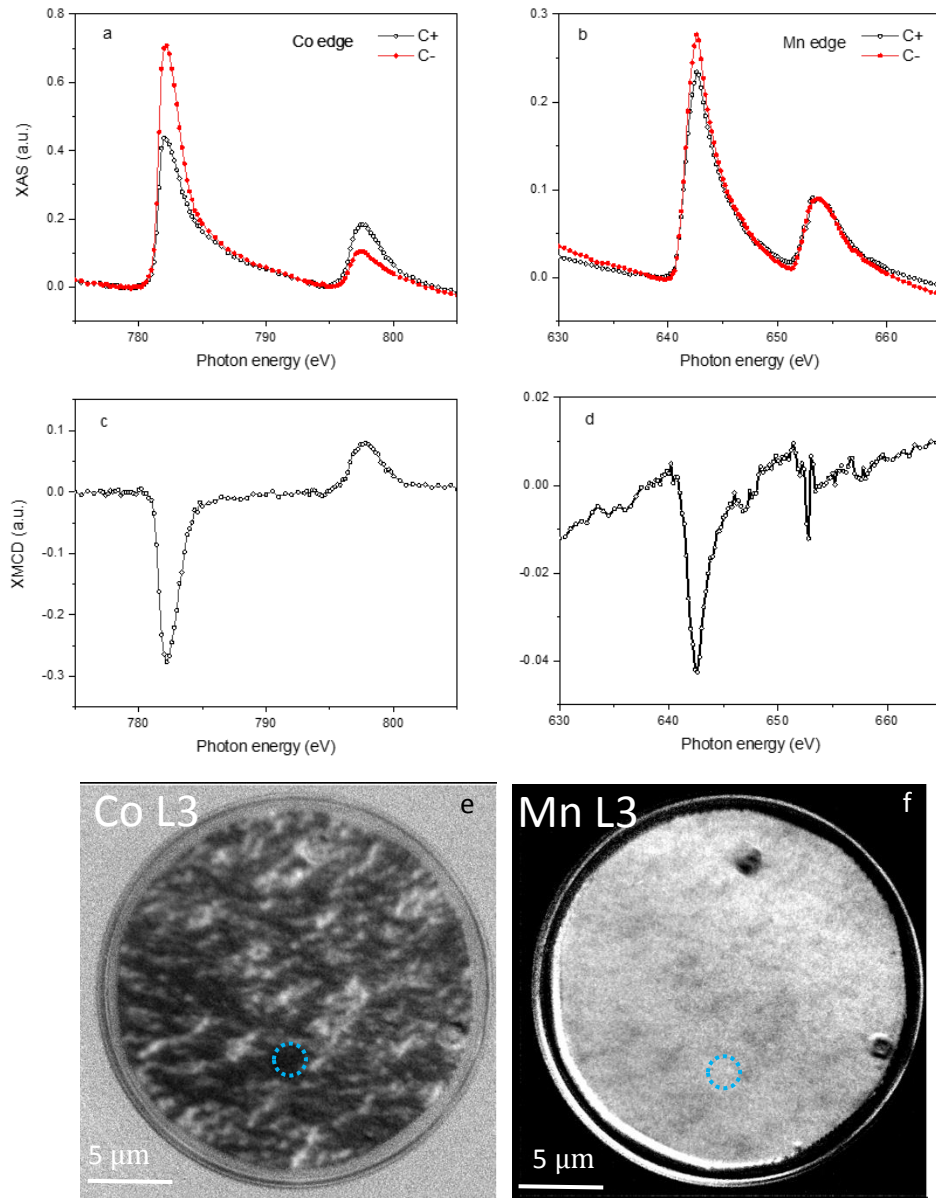 a
Co edge
C+
C-
XAS (a.u.)
0.8
0.6
0.4
0.2
0.0
780
790
800
Photon energy (eV)
b
Mn edge
C+
C-
0.3
0.2
0.1
0.0
630
640
650
660
Photon energy (eV)
c
XMCD (a.u.)
0.1
0.0
-0.1
-0.2
-0.3
780
790
800
Photon energy (eV)
d
0.02
0.00
-0.02
-0.04
630
640
650
660
Photon energy (eV)
Co L3
e
5 μm
Mn L3
f
5 μm